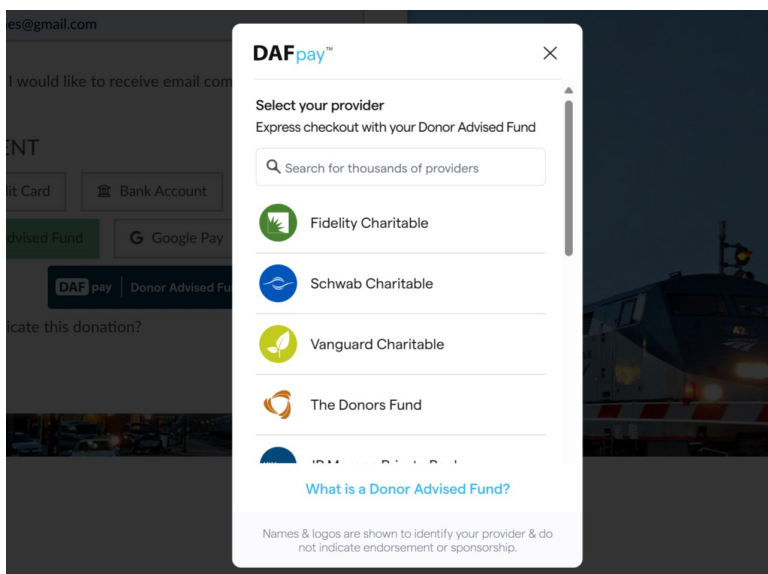 es@gmail.com
I would like to receive email com
ENT
dit Card
Bank Account
dvised Fund
G Google Pay
DAF pay | Donor Advised Fu
icate this donation?
DAFpay™
Select your provider
Express checkout with your Donor Advised Fund
Search for thousands of providers
Fidelity Charitable
Schwab Charitable
Vanguard Charitable
The Donors Fund
What is a Donor Advised Fund?
Names & logos are shown to identify your provider & do
not indicate endorsement or sponsorship.